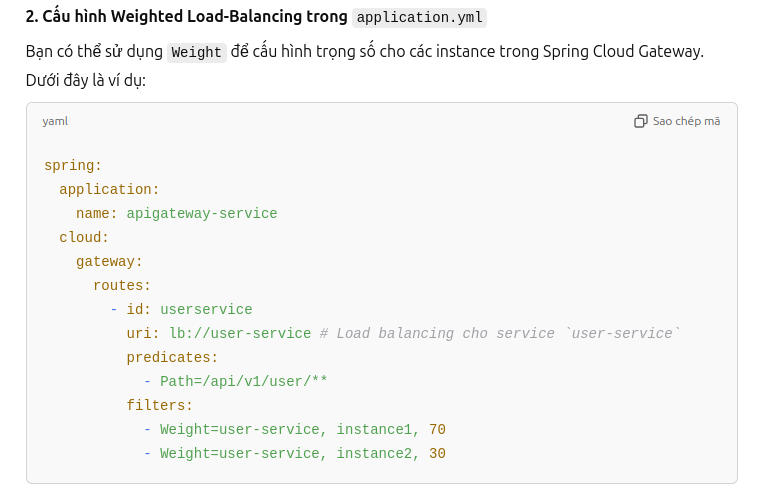 2. Cấu hình Weighted Load-Balancing trong application.yml
Bạn có thể sử dụng Weight để cấu hình trọng số cho các instance trong Spring Cloud Gateway.
Dưới đây là ví dụ:
yaml
Sao chép mã
spring:
  application:
    name: apigateway-service
  cloud:
    gateway:
      routes:
        - id: userservice
          uri: lb://user-service # Load balancing cho service `user-service`
          predicates:
            - Path=/api/v1/user/**
          filters:
            - Weight=user-service, instance1, 70
            - Weight=user-service, instance2, 30